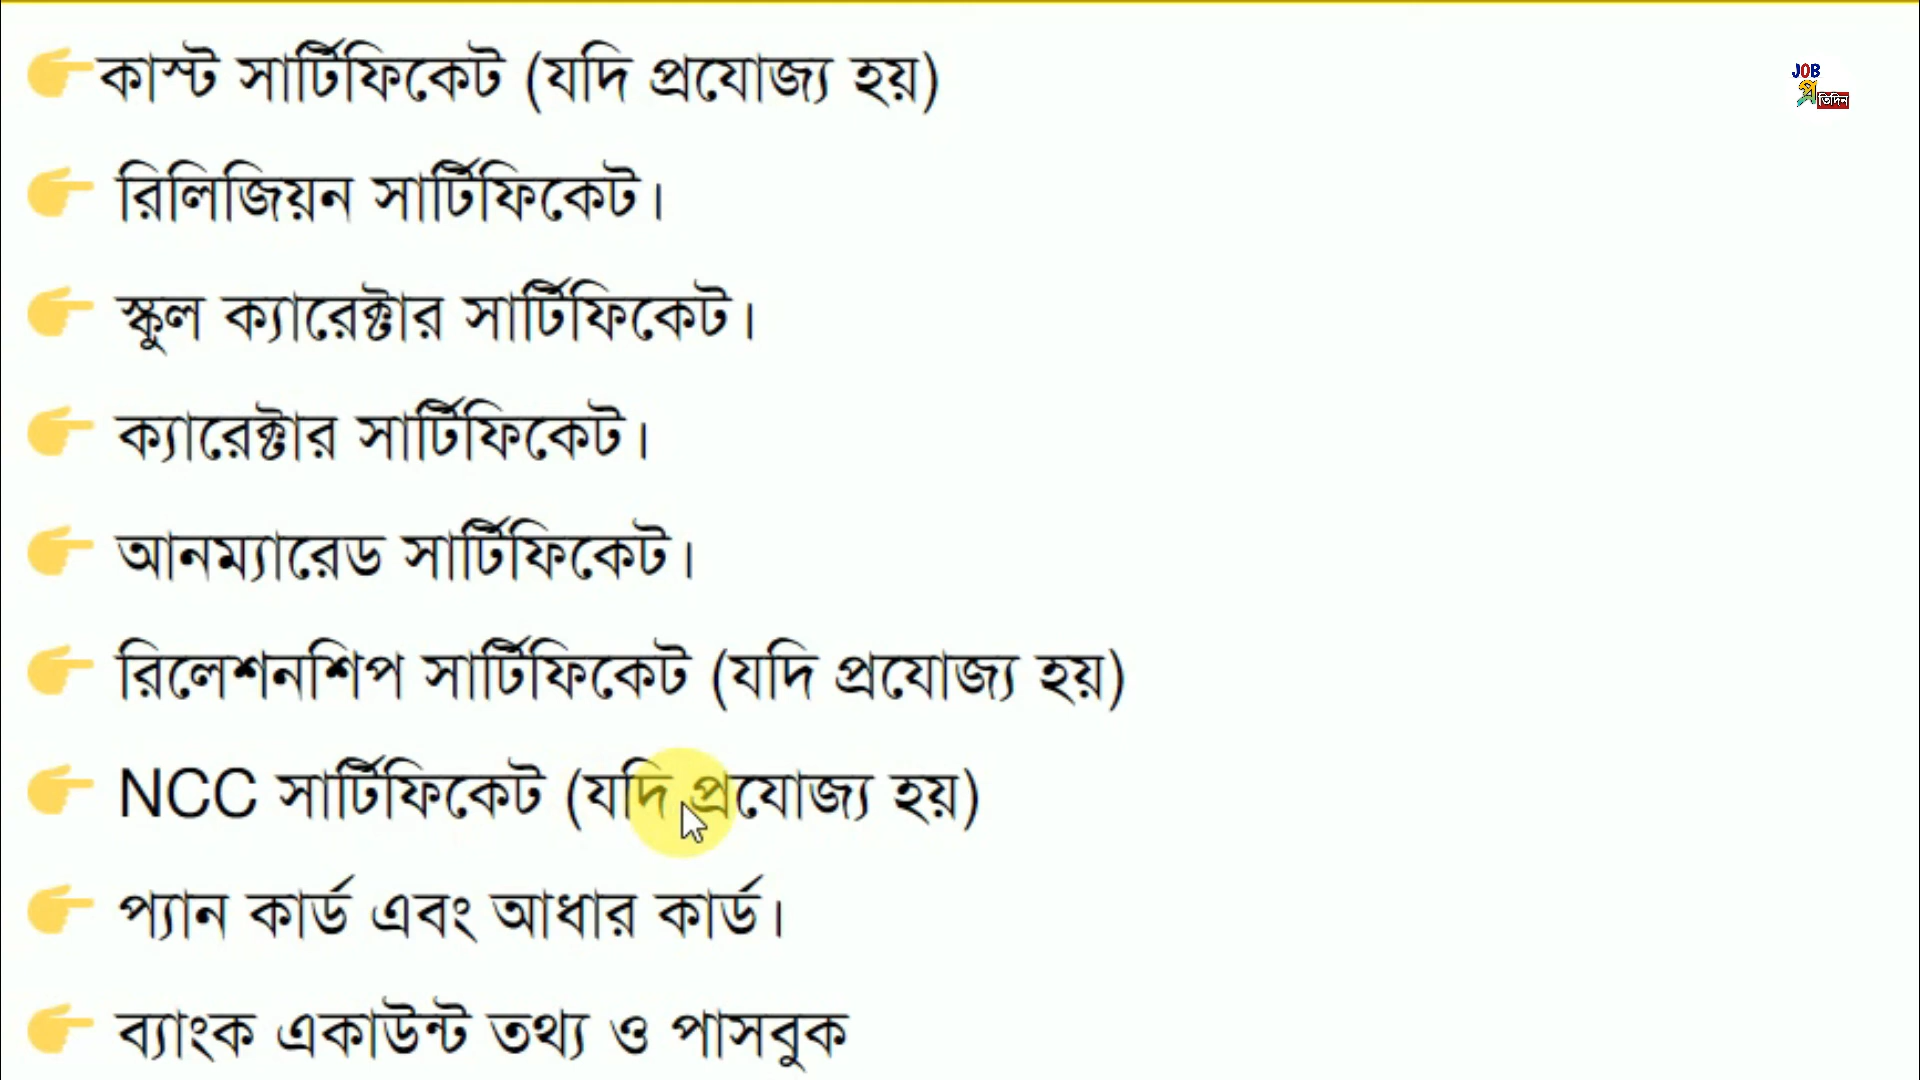 কাস্ট সার্টিফিকেট (যদি প্রযোজ্য হয়)
JOB
প্রতিদিন
রিলিজিয়ন সার্টিফিকেট।
স্কুল ক্যারেক্টার সার্টিফিকেট।
ক্যারেক্টার সার্টিফিকেট।
আনম্যারেড সার্টিফিকেট।
রিলেশনশিপ সার্টিফিকেট (যদি প্রযোজ্য হয়)
NCC সার্টিফিকেট (যদি প্রযোজ্য হয়)
প্যান কার্ড এবং আধার কার্ড।
ব্যাংক একাউন্ট তথ্য ও পাসবুক